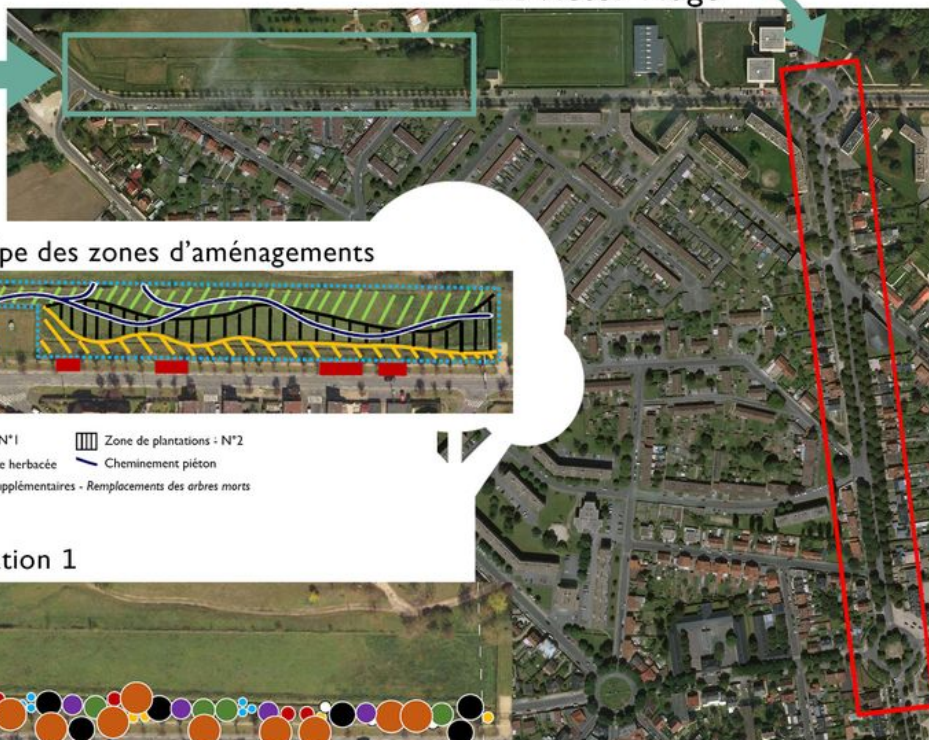 pe des zones d'aménagements
N°1
Zone de plantations : N°2
e herbacée
Cheminement piéton
pplémentaires - Remplacements des arbres morts
tion 1